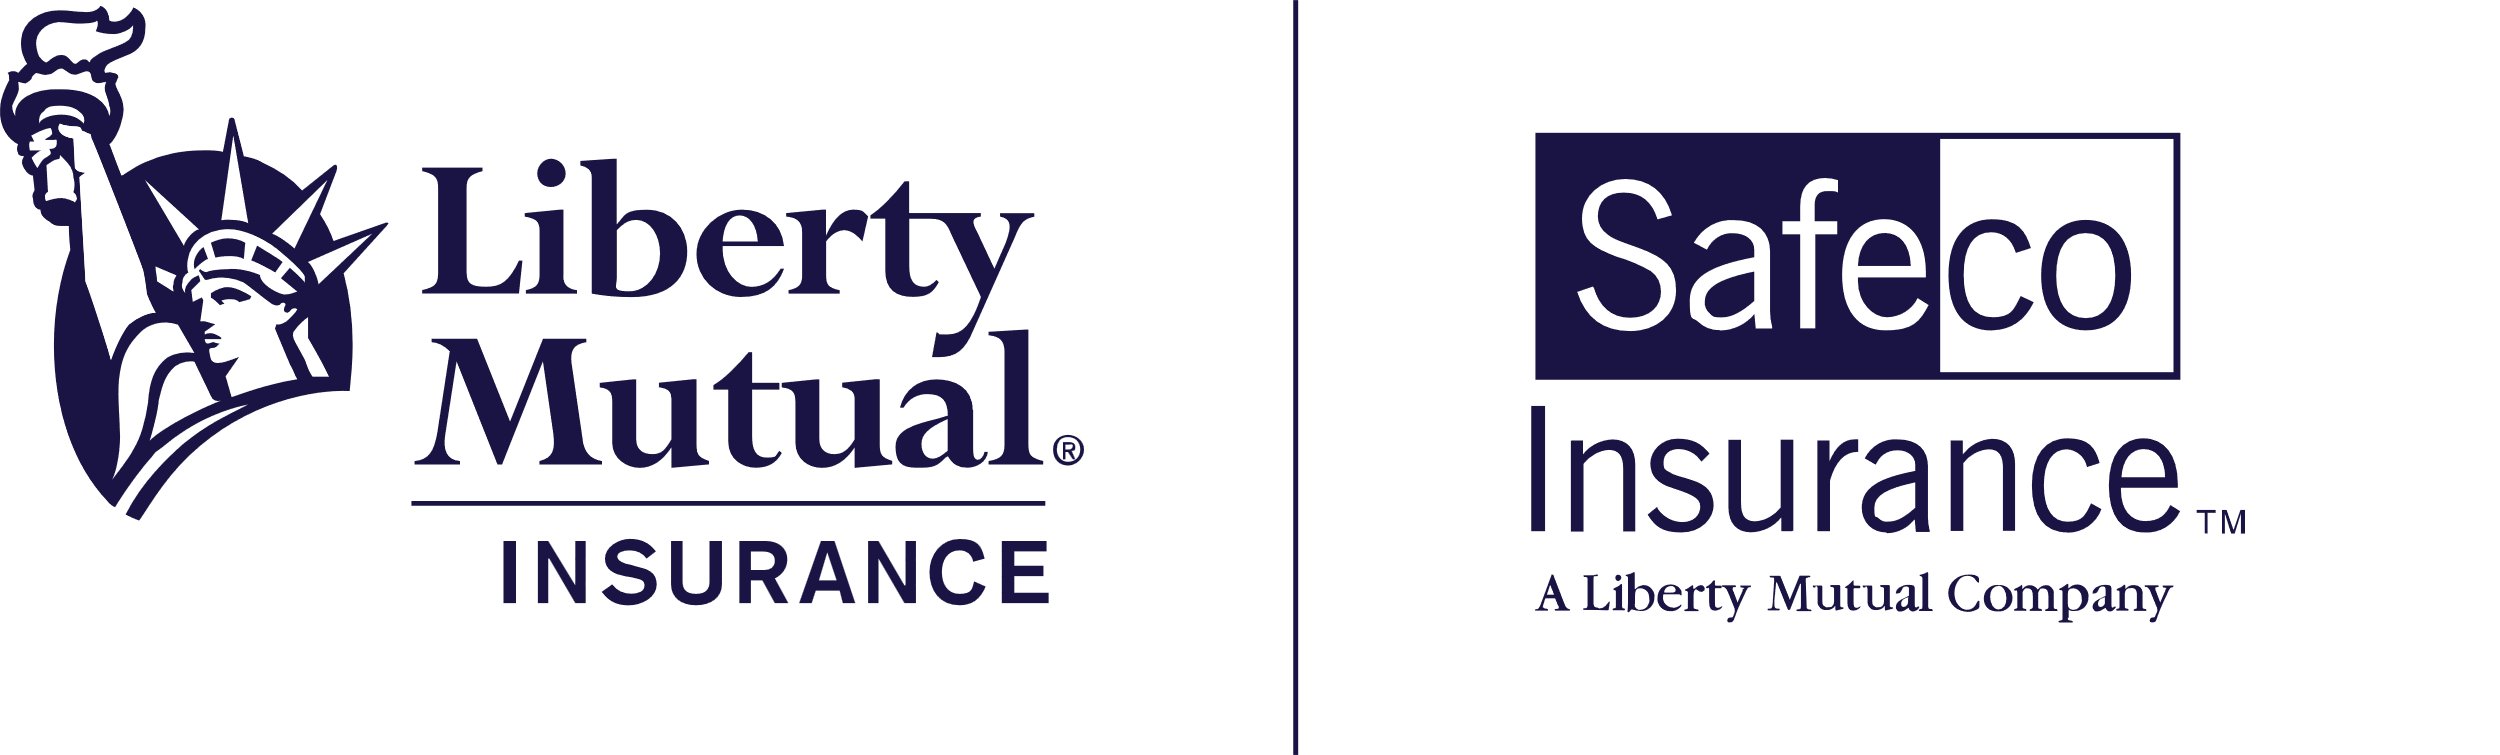 Liberty
Mutual®
INSURANCE
Safeco
Insurance™
A Liberty Mutual Company